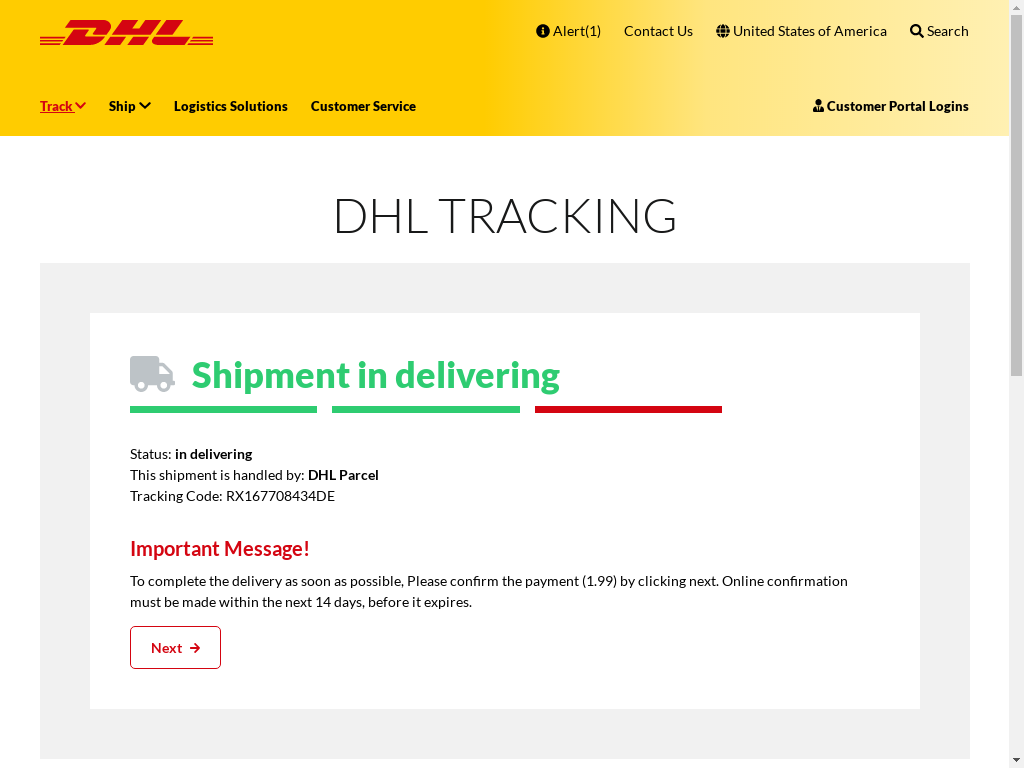 DHL
Alert(1) Contact Us United States of America Search
Track Ship Logistics Solutions Customer Service Customer Portal Logins
DHL TRACKING
Shipment in delivering
Status: in delivering
This shipment is handled by: DHL Parcel
Tracking Code: RX167708434DE
Important Message!
To complete the delivery as soon as possible, Please confirm the payment (1.99) by clicking next. Online confirmation
must be made within the next 14 days, before it expires.
Next